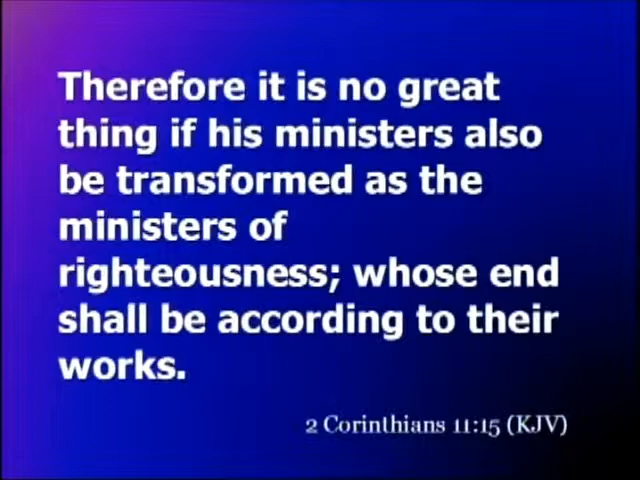 Therefore it is no great
thing if his ministers also
be transformed as the
ministers of
righteousness; whose end
shall be according to their
works.
2 Corinthians 11:15 (KJV)